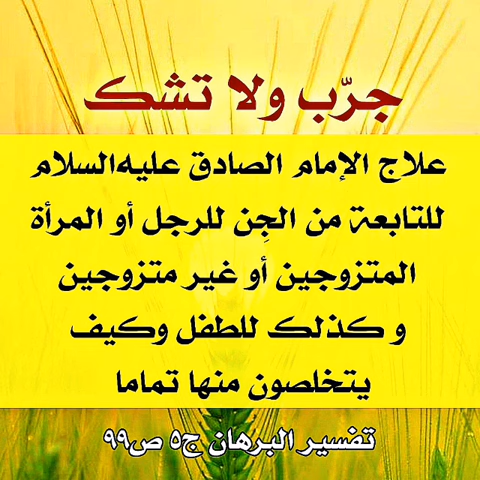 جرّب ولا تشك
علاج الإمام الصادق عليه‌السلام
للتابعة من الجِن للرجل أو المرأة
المتزوجين أو غير متزوجين
و كذلك للطفل وكيف
يتخلصون منها تماما
تفسير البرهان ج٥ ص٩٩